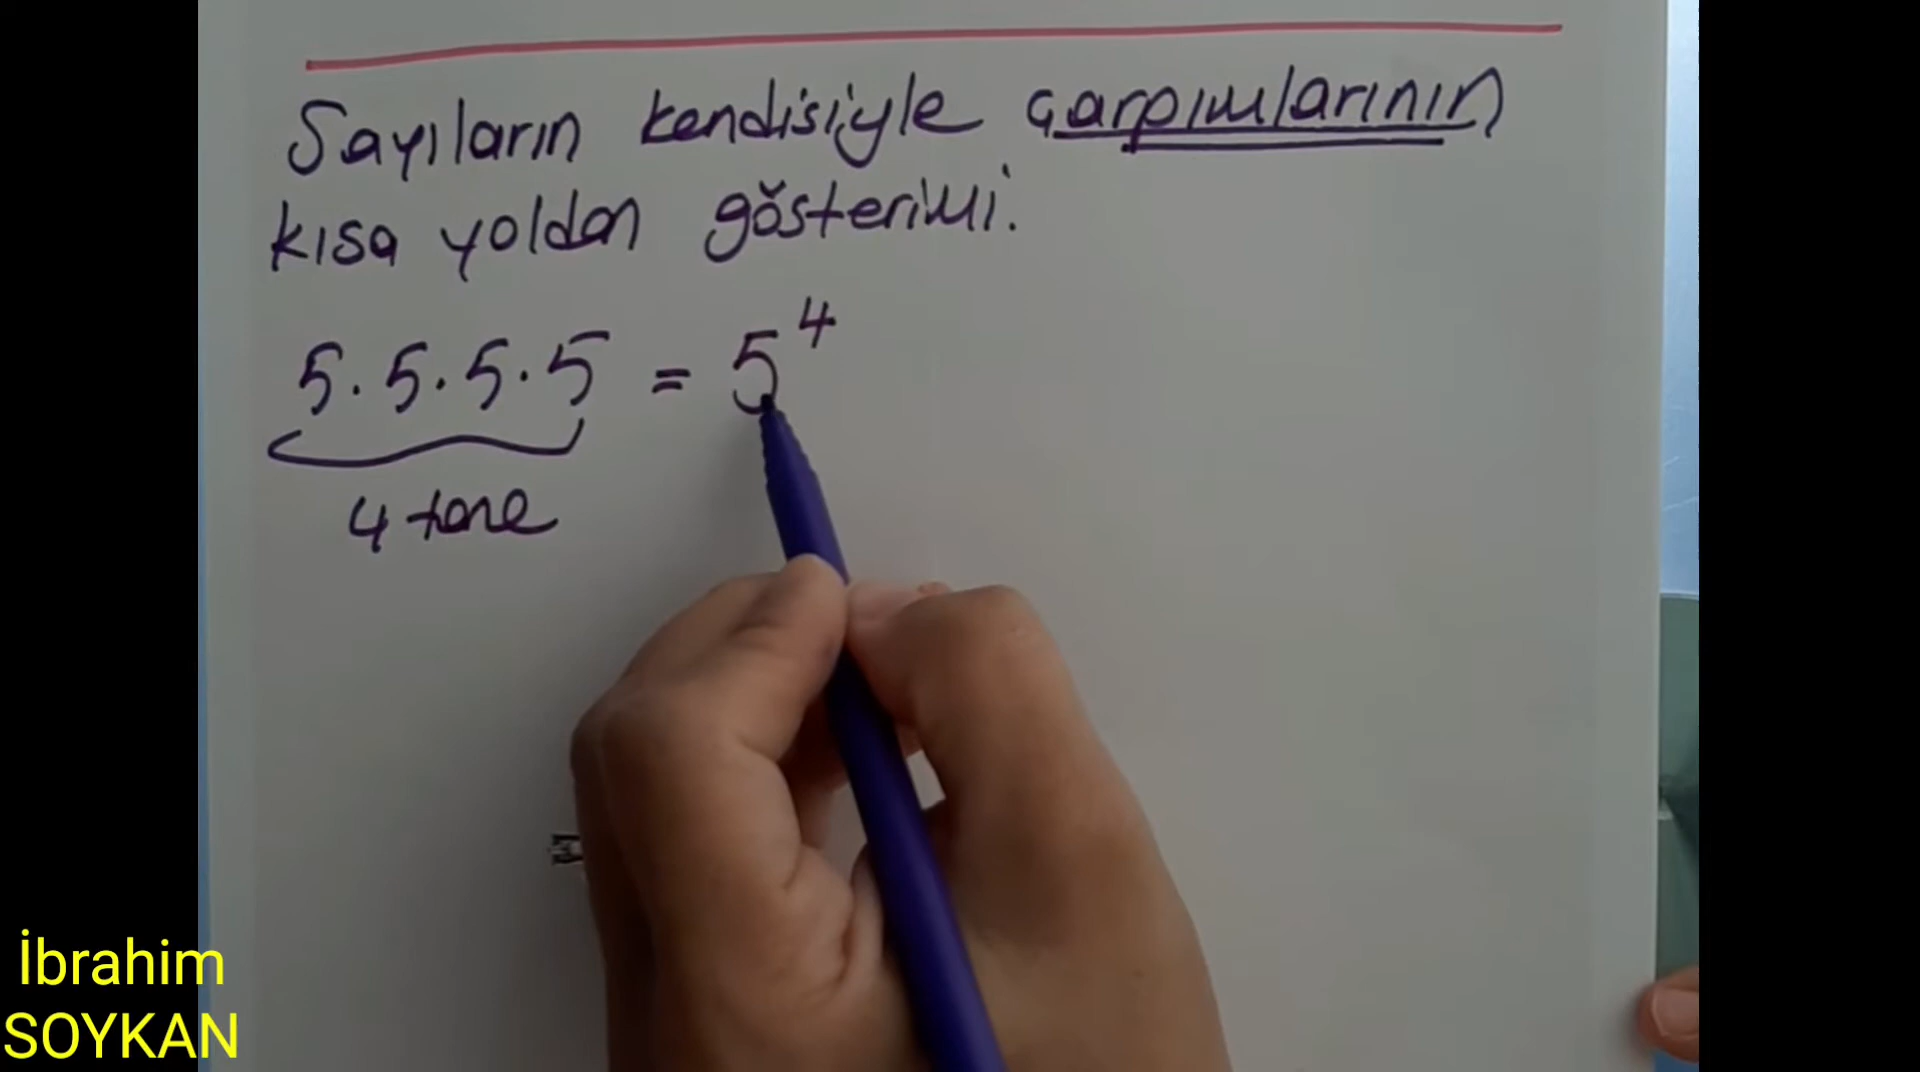 Sayıların kendisiyle çarpımlarının
kısa yoldan gösterimi.
5.5.5.5 = 5⁴
4 tane
İbrahim
SOYKAN